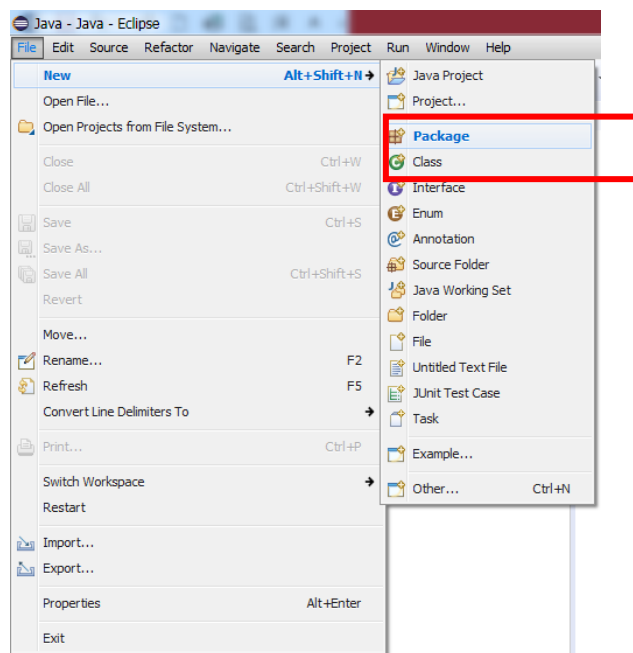 Java - Java - Eclipse
File Edit Source Refactor Navigate Search Project Run Window Help
New Alt+Shift+N
Open File...
Open Projects from File System...
Close Ctrl+W
Close All Ctrl+Shift+W
Save Ctrl+S
Save As...
Save All Ctrl+Shift+S
Revert
Move...
Rename... F2
Refresh F5
Convert Line Delimiters To
Print... Ctrl+P
Switch Workspace
Restart
Import...
Export...
Properties Alt+Enter
Exit
Java Project
Project...
Package
Class
Interface
Enum
Annotation
Source Folder
Java Working Set
Folder
File
Untitled Text File
JUnit Test Case
Task
Example...
Other... Ctrl+N